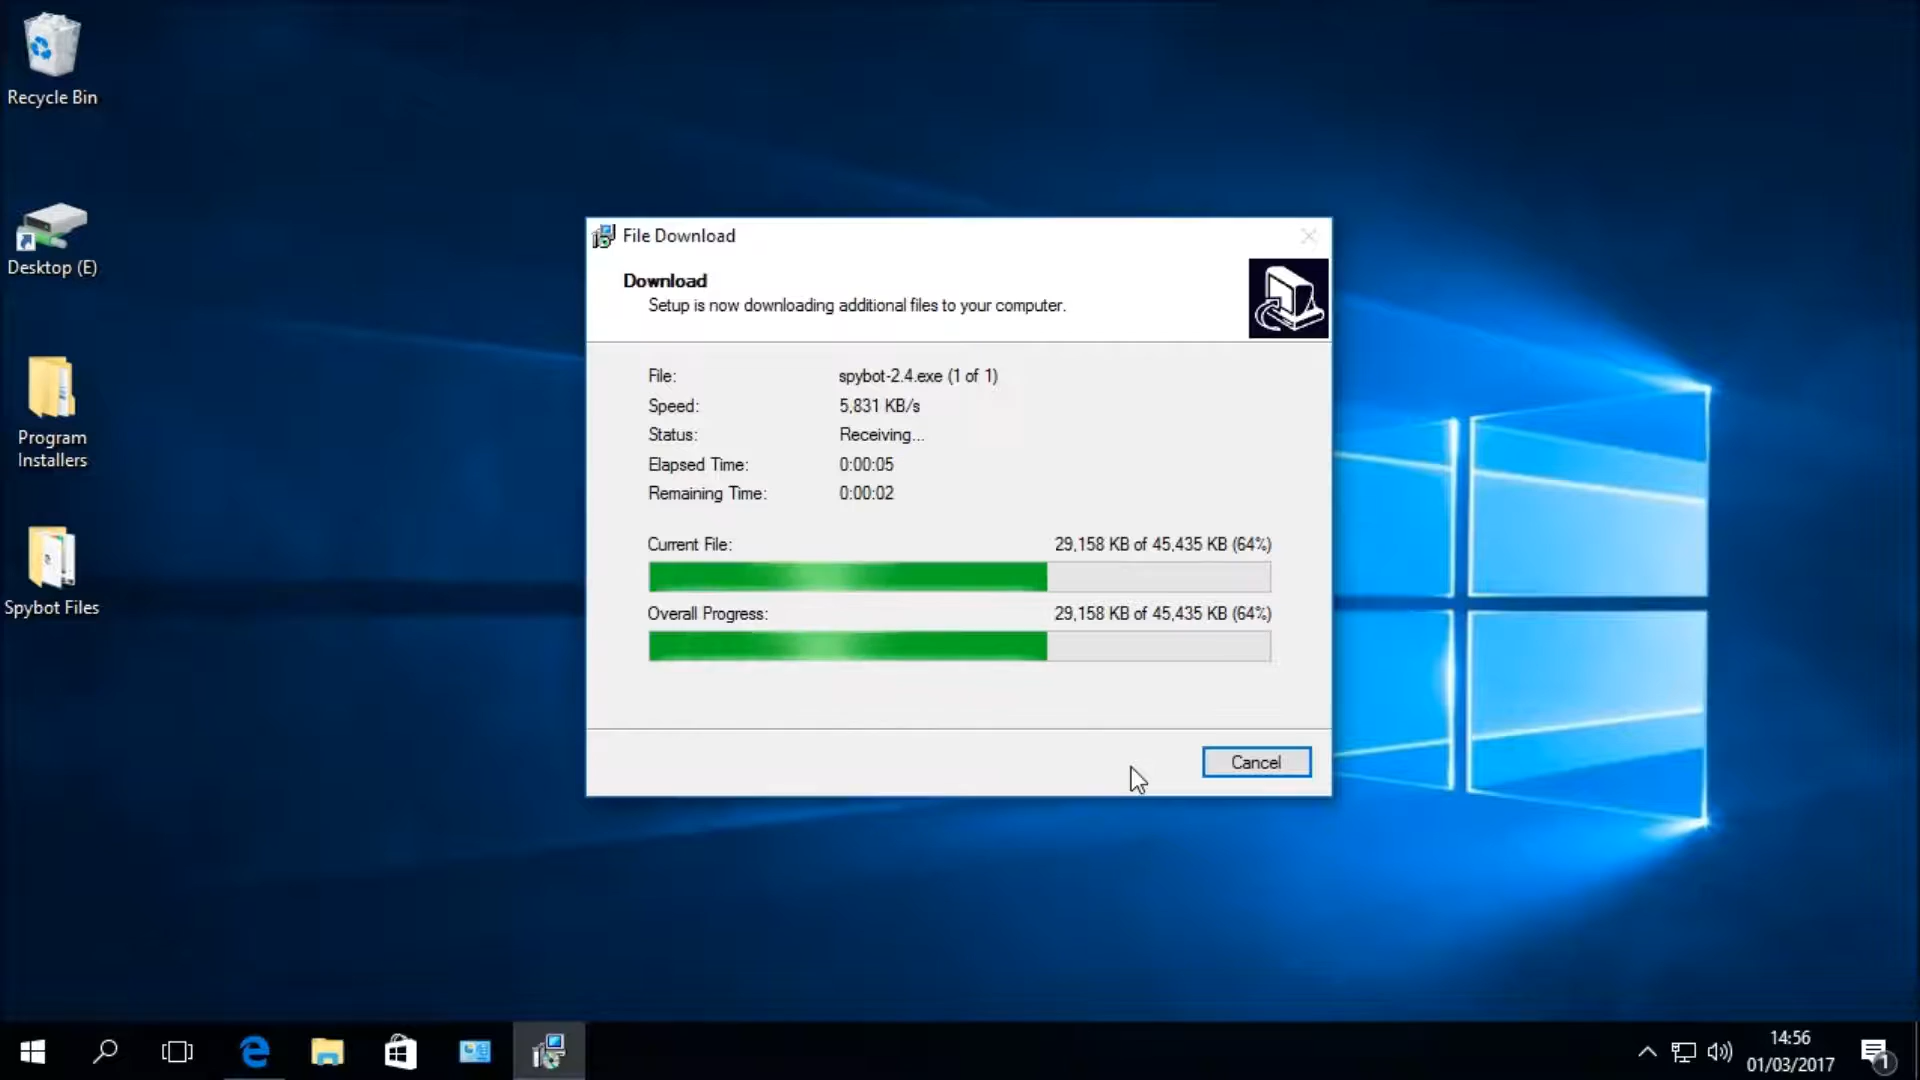 Recycle Bin
Desktop (E)
Program
Installers
Spybot Files
File Download
Download
Setup is now downloading additional files to your computer.
File: spybot-2.4.exe (1 of 1)
Speed: 5,831 KB/s
Status: Receiving...
Elapsed Time: 0:00:05
Remaining Time: 0:00:02
Current File: 29,158 KB of 45,435 KB (64%)
Overall Progress: 29,158 KB of 45,435 KB (64%)
Cancel
14:56
01/03/2017
1